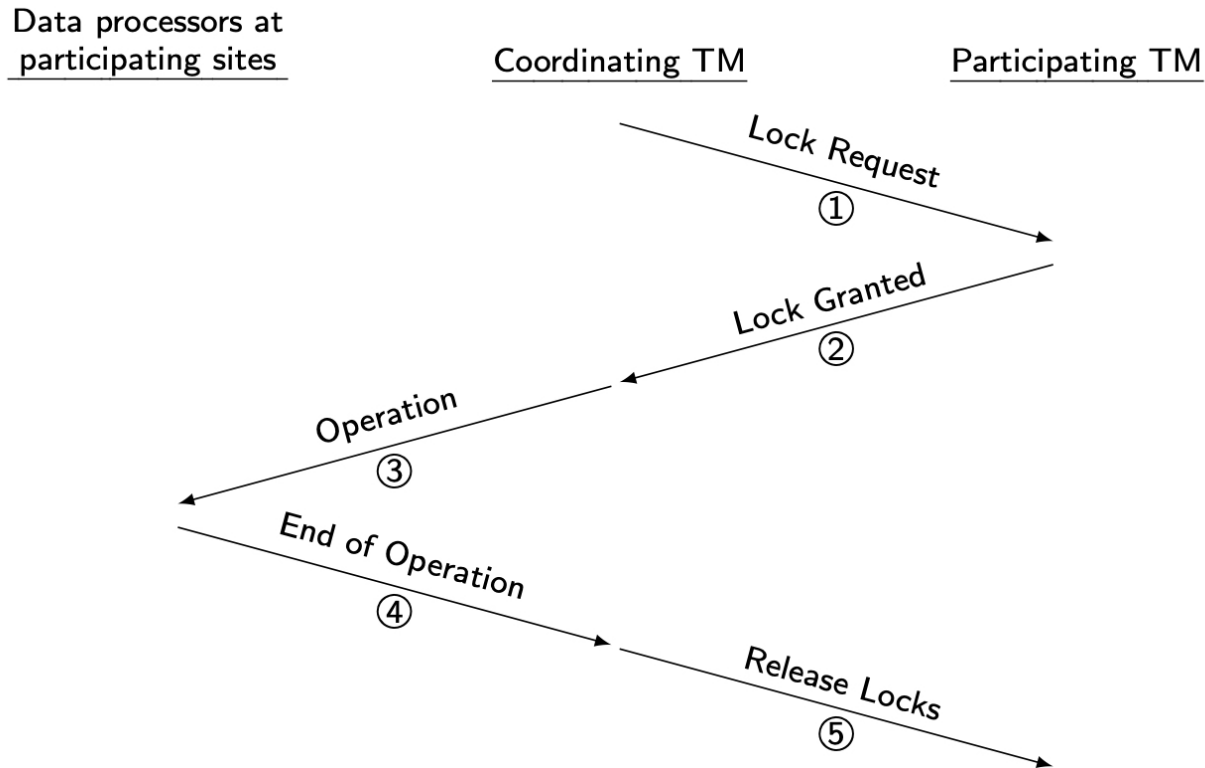 Data processors at
participating sites
Coordinating TM
Participating TM
Lock Request
①
Lock Granted
②
Operation
③
End of Operation
④
Release Locks
⑤